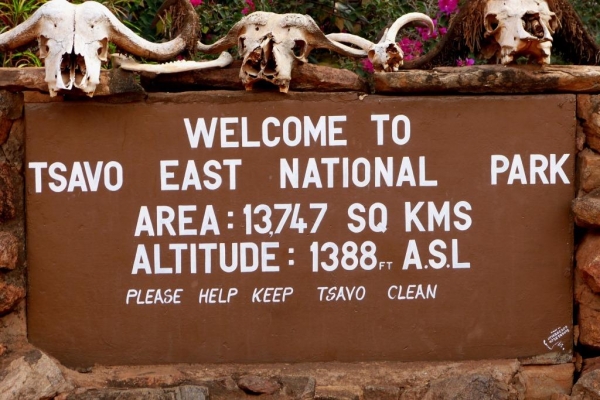 WELCOME TO
TSAVO EAST NATIONAL PARK
AREA: 13,747 SQ KMS
ALTITUDE: 1388 FT A.S.L
PLEASE HELP KEEP TSAVO CLEAN